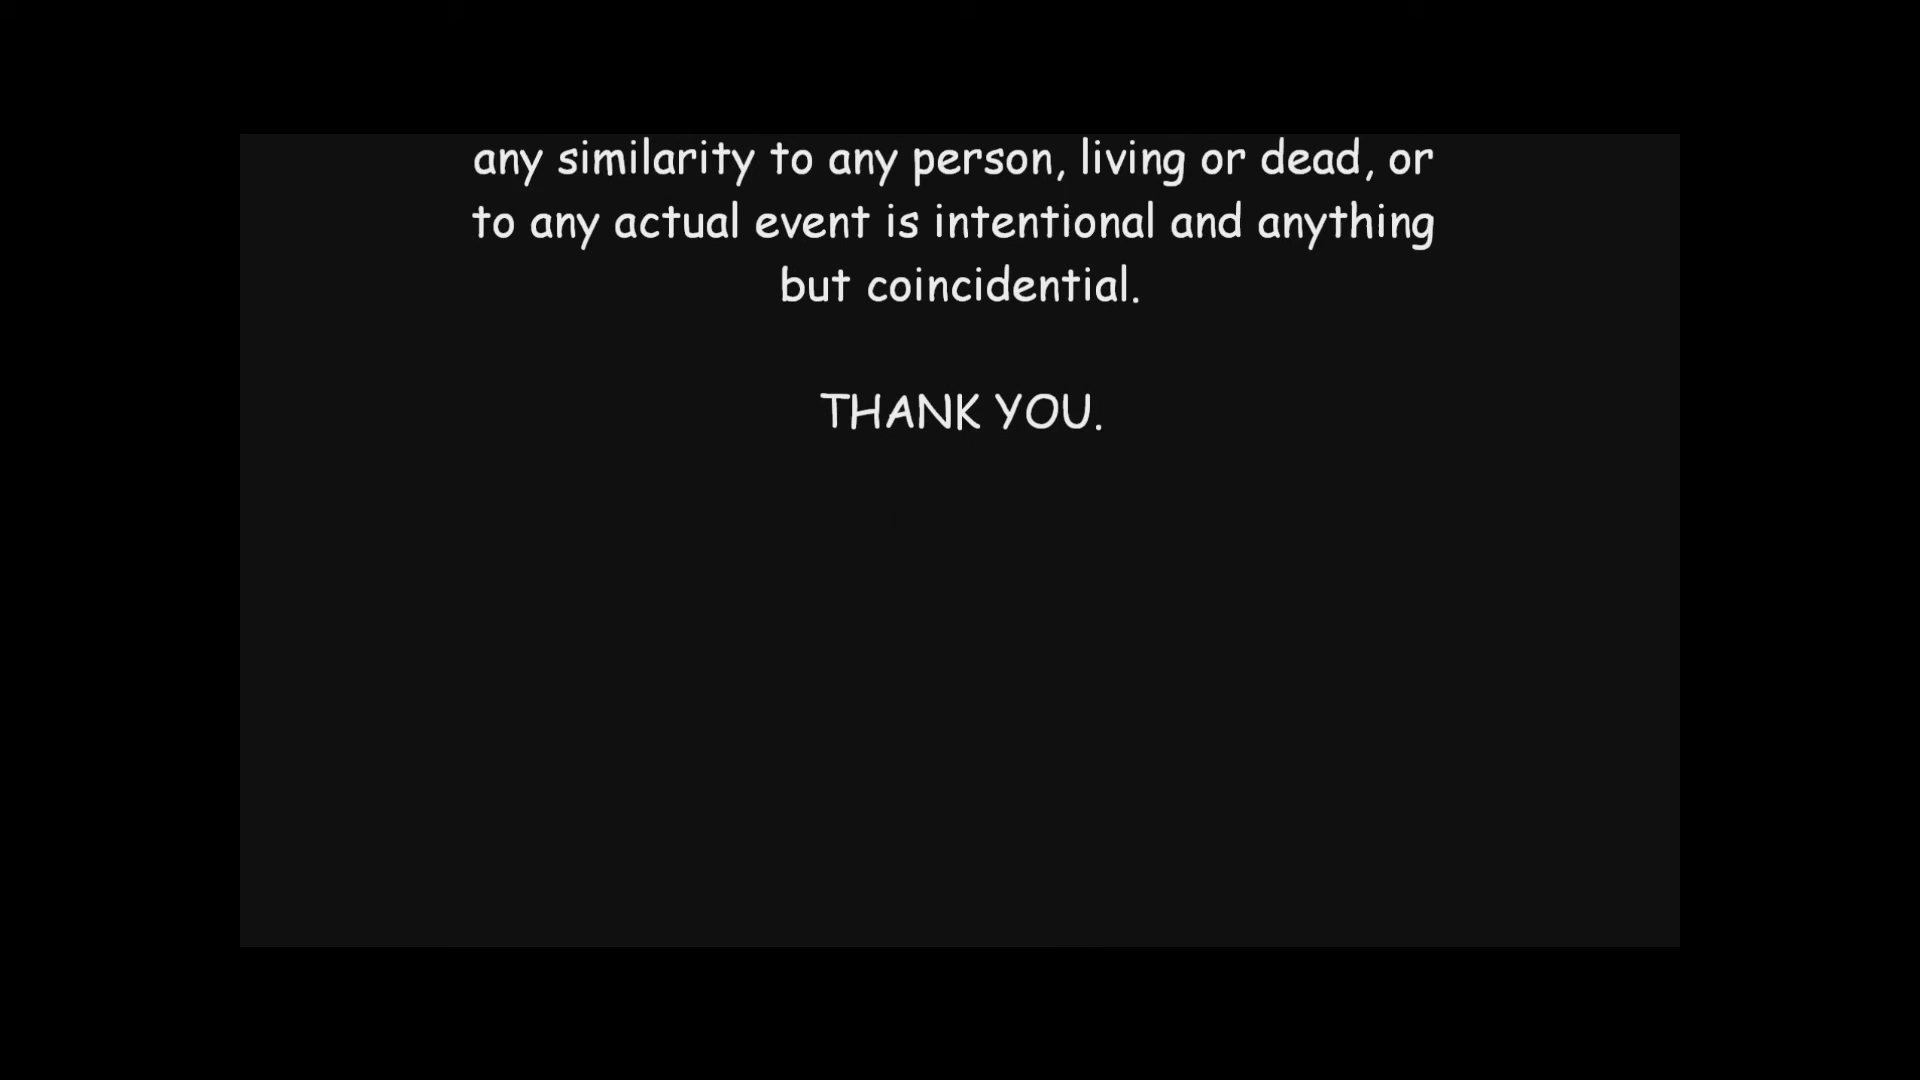 any similarity to any person, living or dead, or
to any actual event is intentional and anything
but coincidential.
THANK YOU.